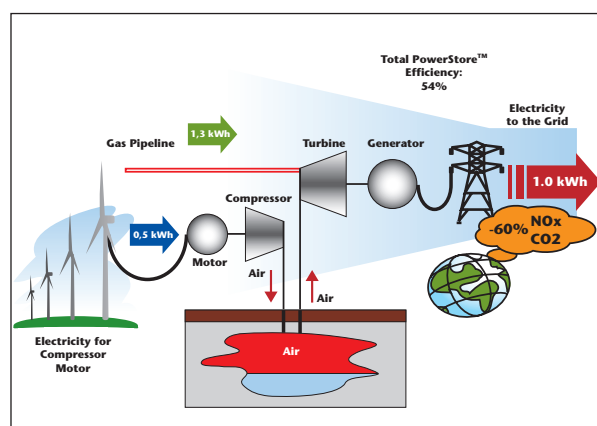 Total PowerStore™
Efficiency:
54%
Electricity
to the Grid
1,3 kWh
Gas Pipeline
Turbine
Generator
1.0 kWh
Compressor
0,5 kWh
Motor
-60% NOx
CO2
Air
Air
Air
Electricity for
Compressor
Motor